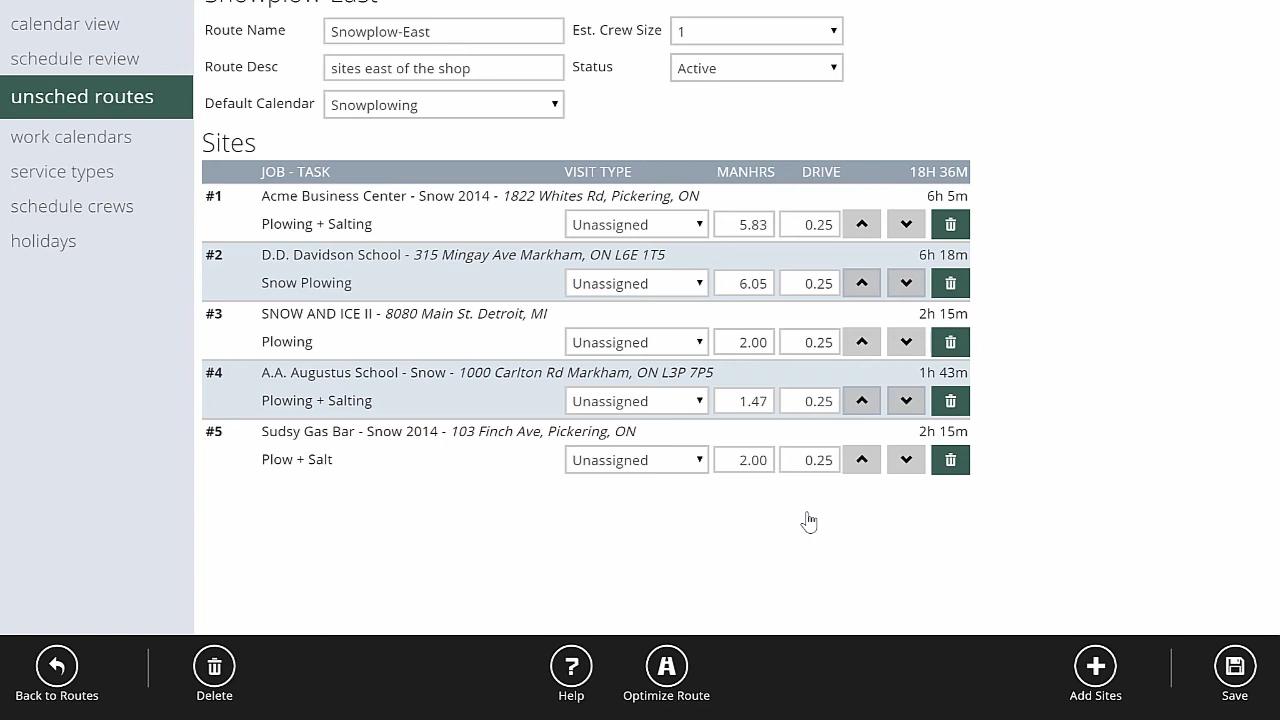 Snowplow-East
calendar view
schedule review
unsched routes
work calendars
service types
schedule crews
holidays
Route Name Snowplow-East Est. Crew Size 1
Route Desc sites east of the shop Status Active
Default Calendar Snowplowing
Sites
JOB - TASK VISIT TYPE MANHRS DRIVE 18H 36M
#1 Acme Business Center - Snow 2014 - 1822 Whites Rd, Pickering, ON 6h 5m
Plowing + Salting Unassigned 5.83 0.25
#2 D.D. Davidson School - 315 Mingay Ave Markham, ON L6E 1T5 6h 18m
Snow Plowing Unassigned 6.05 0.25
#3 SNOW AND ICE II - 8080 Main St. Detroit, MI 2h 15m
Plowing Unassigned 2.00 0.25
#4 A.A. Augustus School - Snow - 1000 Carlton Rd Markham, ON L3P 7P5 1h 43m
Plowing + Salting Unassigned 1.47 0.25
#5 Sudsy Gas Bar - Snow 2014 - 103 Finch Ave, Pickering, ON 2h 15m
Plow + Salt Unassigned 2.00 0.25
Back to Routes Delete Help Optimize Route Add Sites Save